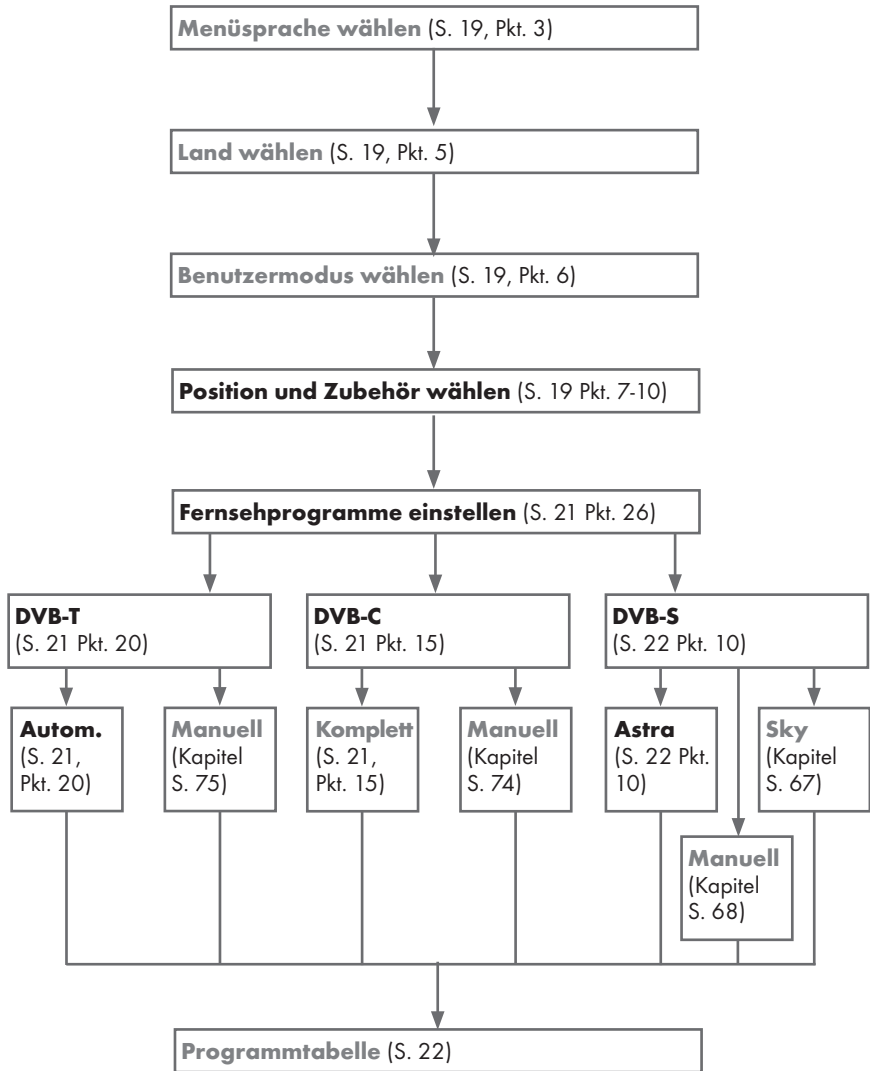 Menüsprache wählen (S. 19, Pkt. 3)
Land wählen (S. 19, Pkt. 5)
Benutzermodus wählen (S. 19, Pkt. 6)
Position und Zubehör wählen (S. 19 Pkt. 7-10)
Fernsehprogramme einstellen (S. 21 Pkt. 26)
DVB-T
(S. 21 Pkt. 20)
DVB-C
(S. 21 Pkt. 15)
DVB-S
(S. 22 Pkt. 10)
Autom.
(S. 21,
Pkt. 20)
Manuell
(Kapitel
S. 75)
Komplett
(S. 21,
Pkt. 15)
Manuell
(Kapitel
S. 74)
Astra
(S. 22 Pkt.
10)
Sky
(Kapitel
S. 67)
Manuell
(Kapitel
S. 68)
Programmtabelle (S. 22)